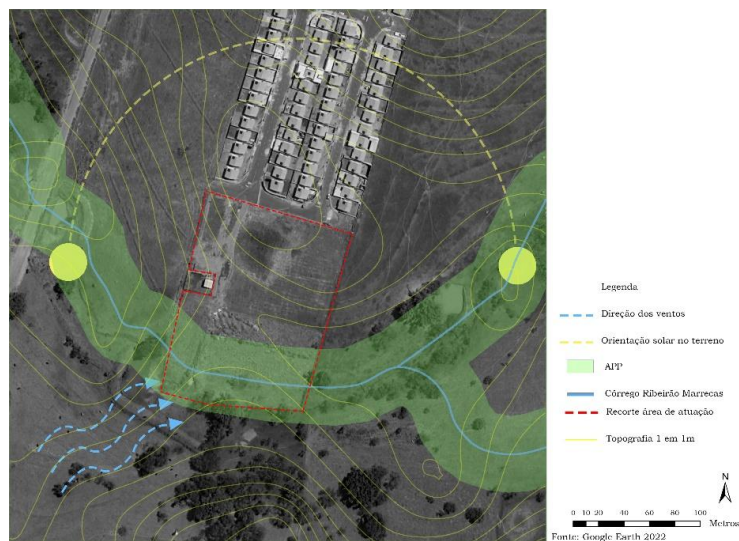 Legenda
Direção dos ventos
Orientação solar no terreno
APP
Córrego Ribeirão Marrecas
Recorte área de atuação
Topografia 1 em 1m
N
0 10 20 40 60 80 100
Metros
Fonte: Google Earth 2022